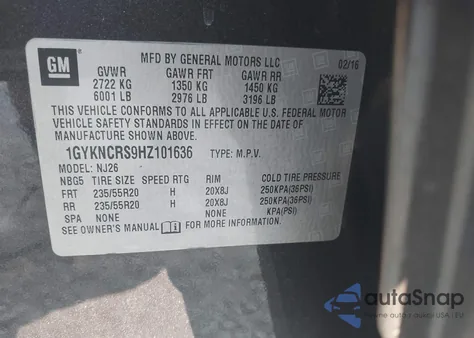 GM
MFD BY GENERAL MOTORS LLC
02/16
GVWR GAWR FRT GAWR RR
2722 KG 1350 KG 1450 KG
6001 LB 2976 LB 3196 LB
THIS VEHICLE CONFORMS TO ALL APPLICABLE U.S. FEDERAL MOTOR
VEHICLE SAFETY STANDARDS IN EFFECT ON THE DATE OF
MANUFACTURE SHOWN ABOVE.
1GYKNCRS9HZ101636 TYPE: M.P.V.
MODEL: NJ26
NBG5 TIRE SIZE SPEED RTG RIM COLD TIRE PRESSURE
FRT 235/55R20 H 20X8J 250KPA(36PSI)
RR 235/55R20 H 20X8J 250KPA(36PSI)
SPA NONE NONE KPA(PSI)
SEE OWNER'S MANUAL
autoSnap